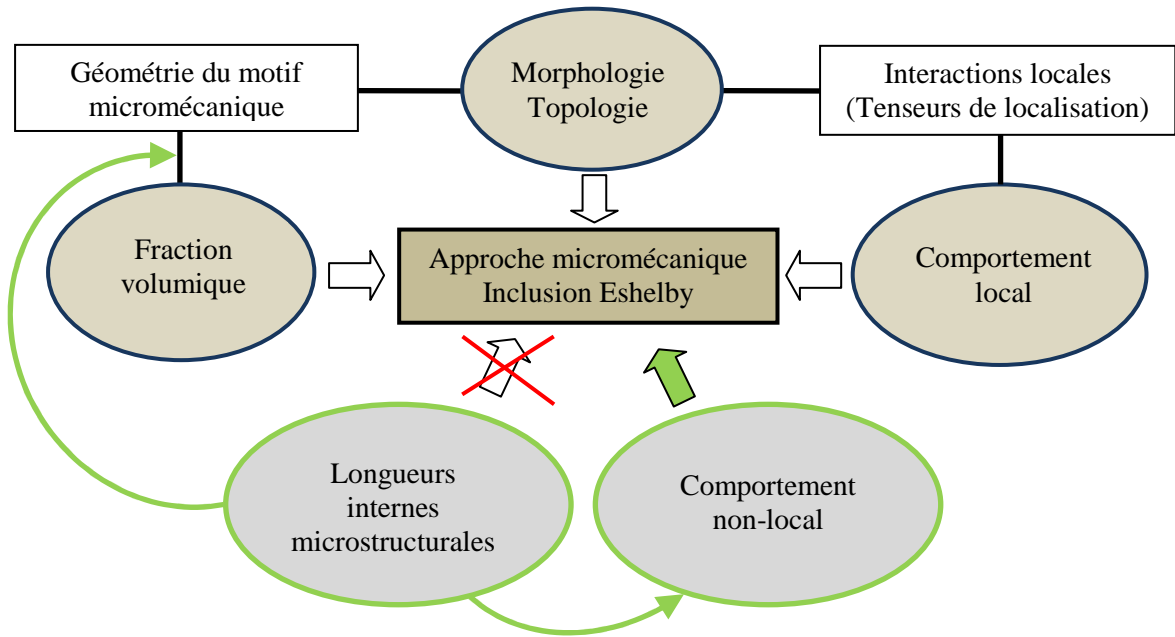 Géométrie du motif
micromécanique
Morphologie
Topologie
Interactions locales
(Tenseurs de localisation)
Fraction
volumique
Approche micromécanique
Inclusion Eshelby
Comportement
local
Longueurs
internes
microstructurales
Comportement
non-local